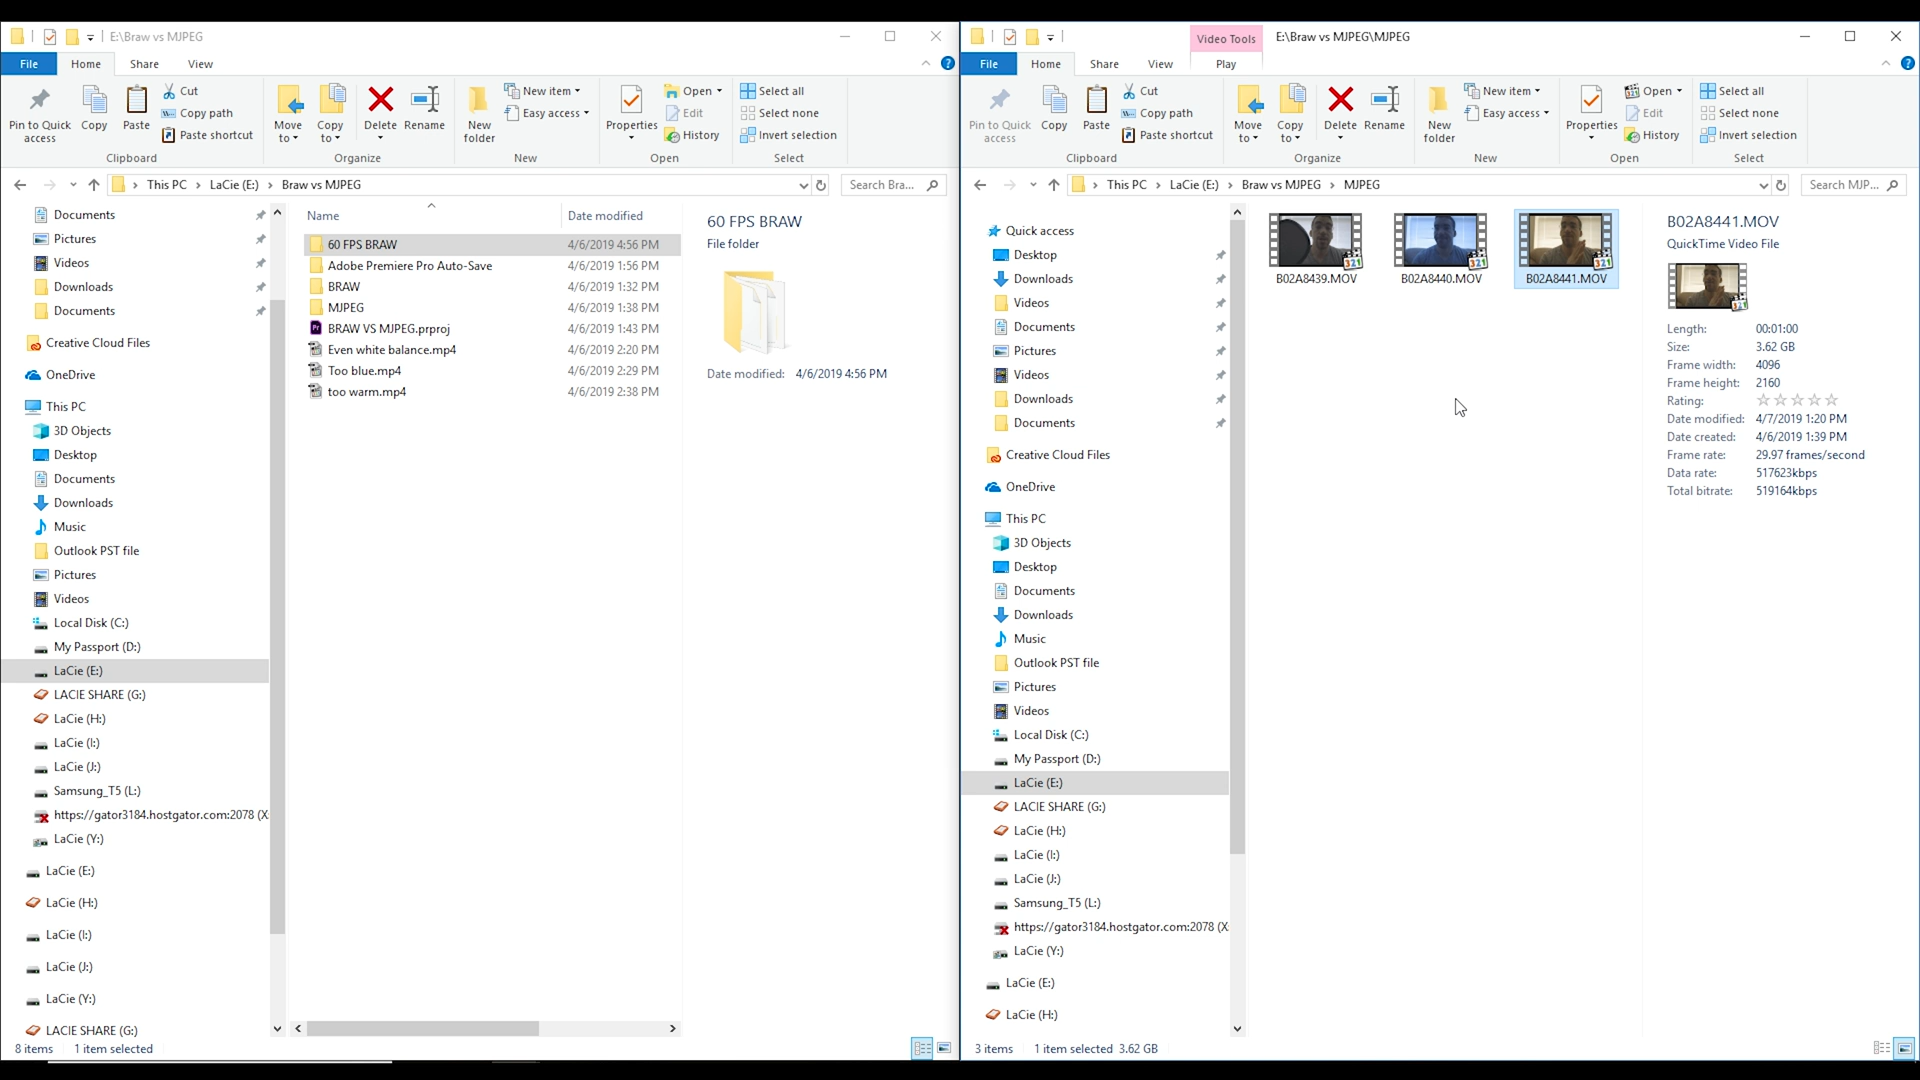 E:\Braw vs MJPEG
File Home Share View
Pin to Quick access
Copy
Paste
Cut
Copy path
Paste shortcut
Clipboard
Move to
Copy to
Delete
Rename
Organize
New folder
New item
Easy access
New
Properties
Open
Edit
History
Open
Select all
Select none
Invert selection
Select
This PC › LaCie (E:) › Braw vs MJPEG
Search Bra...
Documents
Pictures
Videos
Downloads
Documents
Creative Cloud Files
OneDrive
This PC
3D Objects
Desktop
Documents
Downloads
Music
Outlook PST file
Pictures
Videos
Local Disk (C:)
My Passport (D:)
LaCie (E:)
LACIE SHARE (G:)
LaCie (H:)
LaCie (I:)
LaCie (J:)
Samsung_T5 (L:)
https://gator3184.hostgator.com:2078 (X
LaCie (Y:)
LaCie (E:)
LaCie (H:)
LaCie (I:)
LaCie (J:)
LaCie (Y:)
LACIE SHARE (G:)
Name Date modified
60 FPS BRAW 4/6/2019 4:56 PM
Adobe Premiere Pro Auto-Save 4/6/2019 1:56 PM
BRAW 4/6/2019 1:32 PM
MJPEG 4/6/2019 1:38 PM
BRAW VS MJPEG.prproj 4/6/2019 1:43 PM
Even white balance.mp4 4/6/2019 2:20 PM
Too blue.mp4 4/6/2019 2:29 PM
too warm.mp4 4/6/2019 2:38 PM
60 FPS BRAW
File folder
Date modified: 4/6/2019 4:56 PM
8 items 1 item selected
Video Tools
E:\Braw vs MJPEG\MJPEG
File Home Share View Play
Pin to Quick access
Copy
Paste
Cut
Copy path
Paste shortcut
Clipboard
Move to
Copy to
Delete
Rename
Organize
New folder
New item
Easy access
New
Properties
Open
Edit
History
Open
Select all
Select none
Invert selection
Select
This PC › LaCie (E:) › Braw vs MJPEG › MJPEG
Search MJP...
Quick access
Desktop
Downloads
Videos
Documents
Pictures
Videos
Downloads
Documents
Creative Cloud Files
OneDrive
This PC
3D Objects
Desktop
Documents
Downloads
Music
Outlook PST file
Pictures
Videos
Local Disk (C:)
My Passport (D:)
LaCie (E:)
LACIE SHARE (G:)
LaCie (H:)
LaCie (I:)
LaCie (J:)
Samsung_T5 (L:)
https://gator3184.hostgator.com:2078 (X
LaCie (Y:)
LaCie (E:)
LaCie (H:)
321 321 321
B02A8439.MOV B02A8440.MOV B02A8441.MOV
B02A8441.MOV
QuickTime Video File
321
Length: 00:01:00
Size: 3.62 GB
Frame width: 4096
Frame height: 2160
Rating:
Date modified: 4/7/2019 1:20 PM
Date created: 4/6/2019 1:39 PM
Frame rate: 29.97 frames/second
Data rate: 517623kbps
Total bitrate: 519164kbps
3 items 1 item selected 3.62 GB